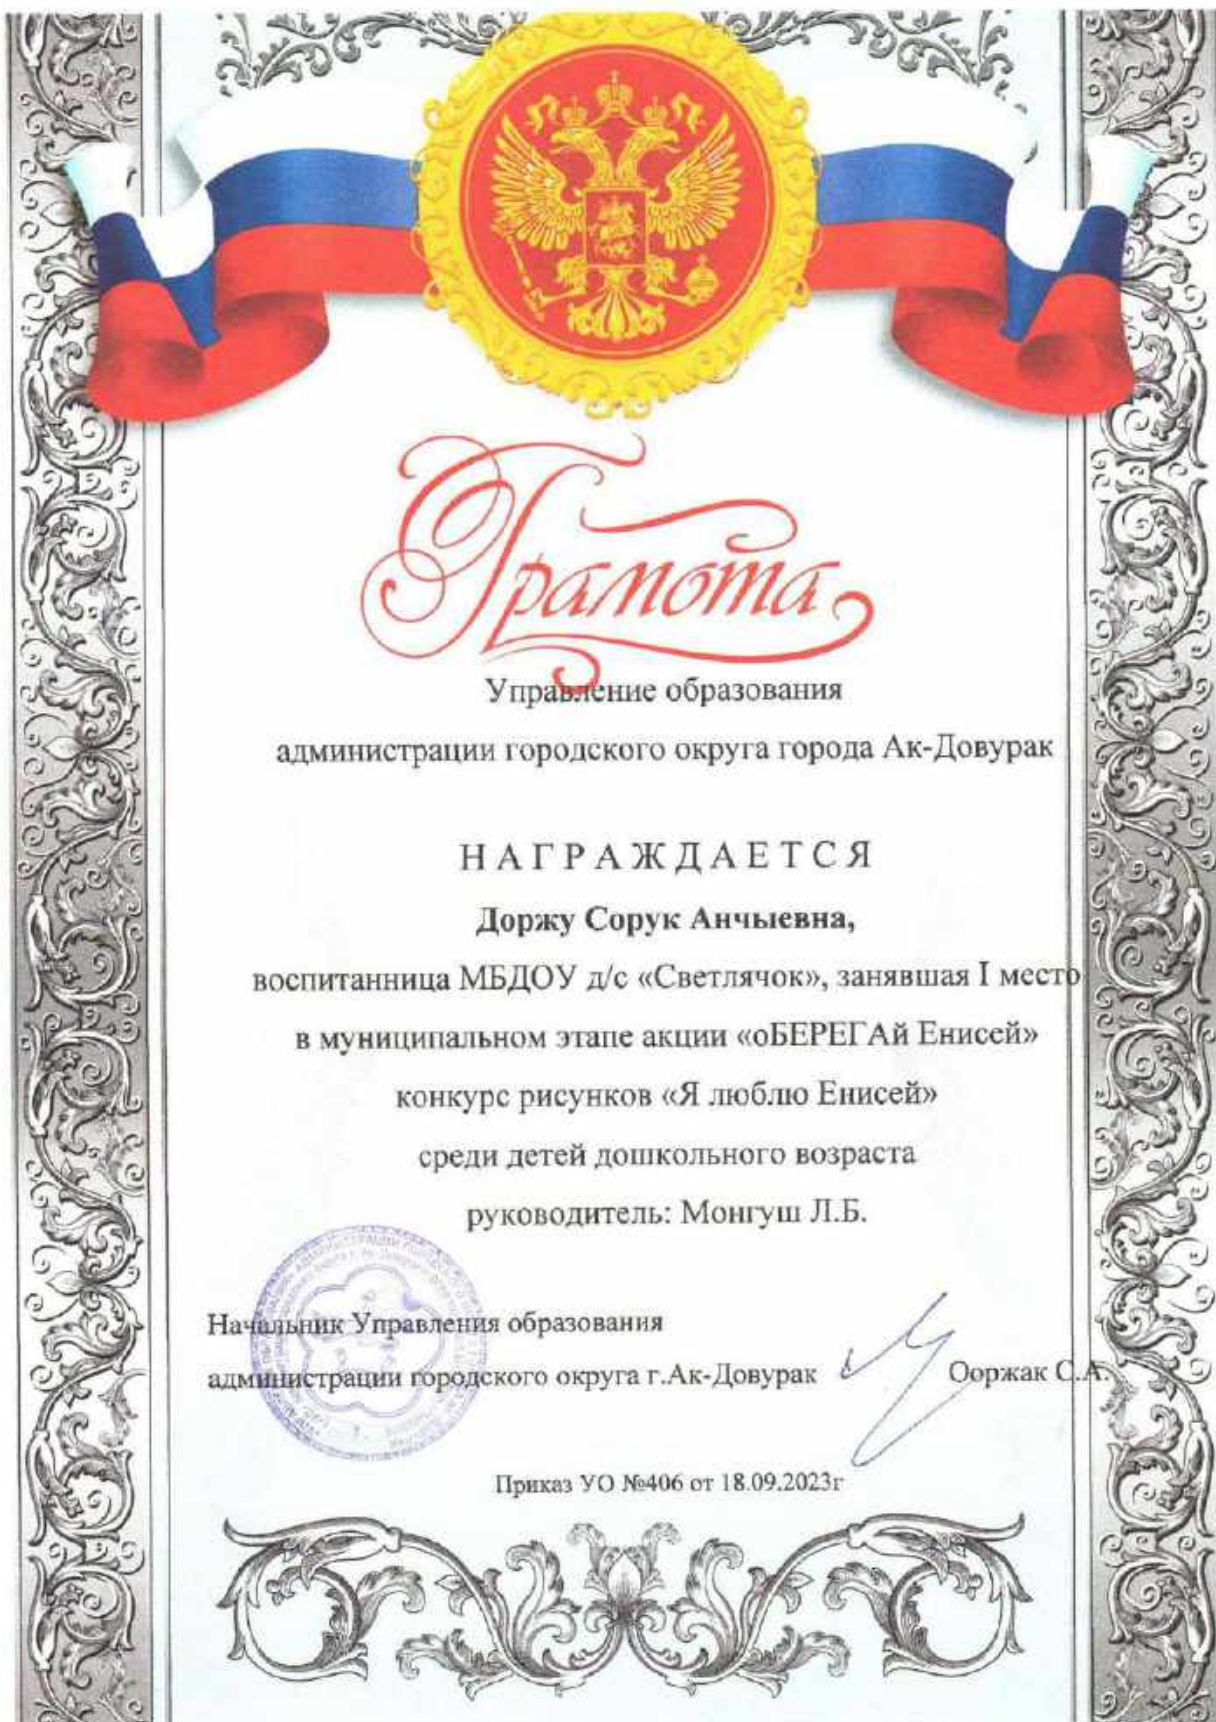 Грамота
Управление образования
администрации городского округа города Ак-Довурак
НАГРАЖДАЕТСЯ
Доржу Сорук Анчыевна,
воспитанница МБДОУ д/с «Светлячок», занявшая I место
в муниципальном этапе акции «оБЕРЕГАй Енисей»
конкурс рисунков «Я люблю Енисей»
среди детей дошкольного возраста
руководитель: Монгуш Л.Б.
Начальник Управления образования
администрации городского округа г.Ак-Довурак Ооржак С.А.
Приказ УО №406 от 18.09.2023г